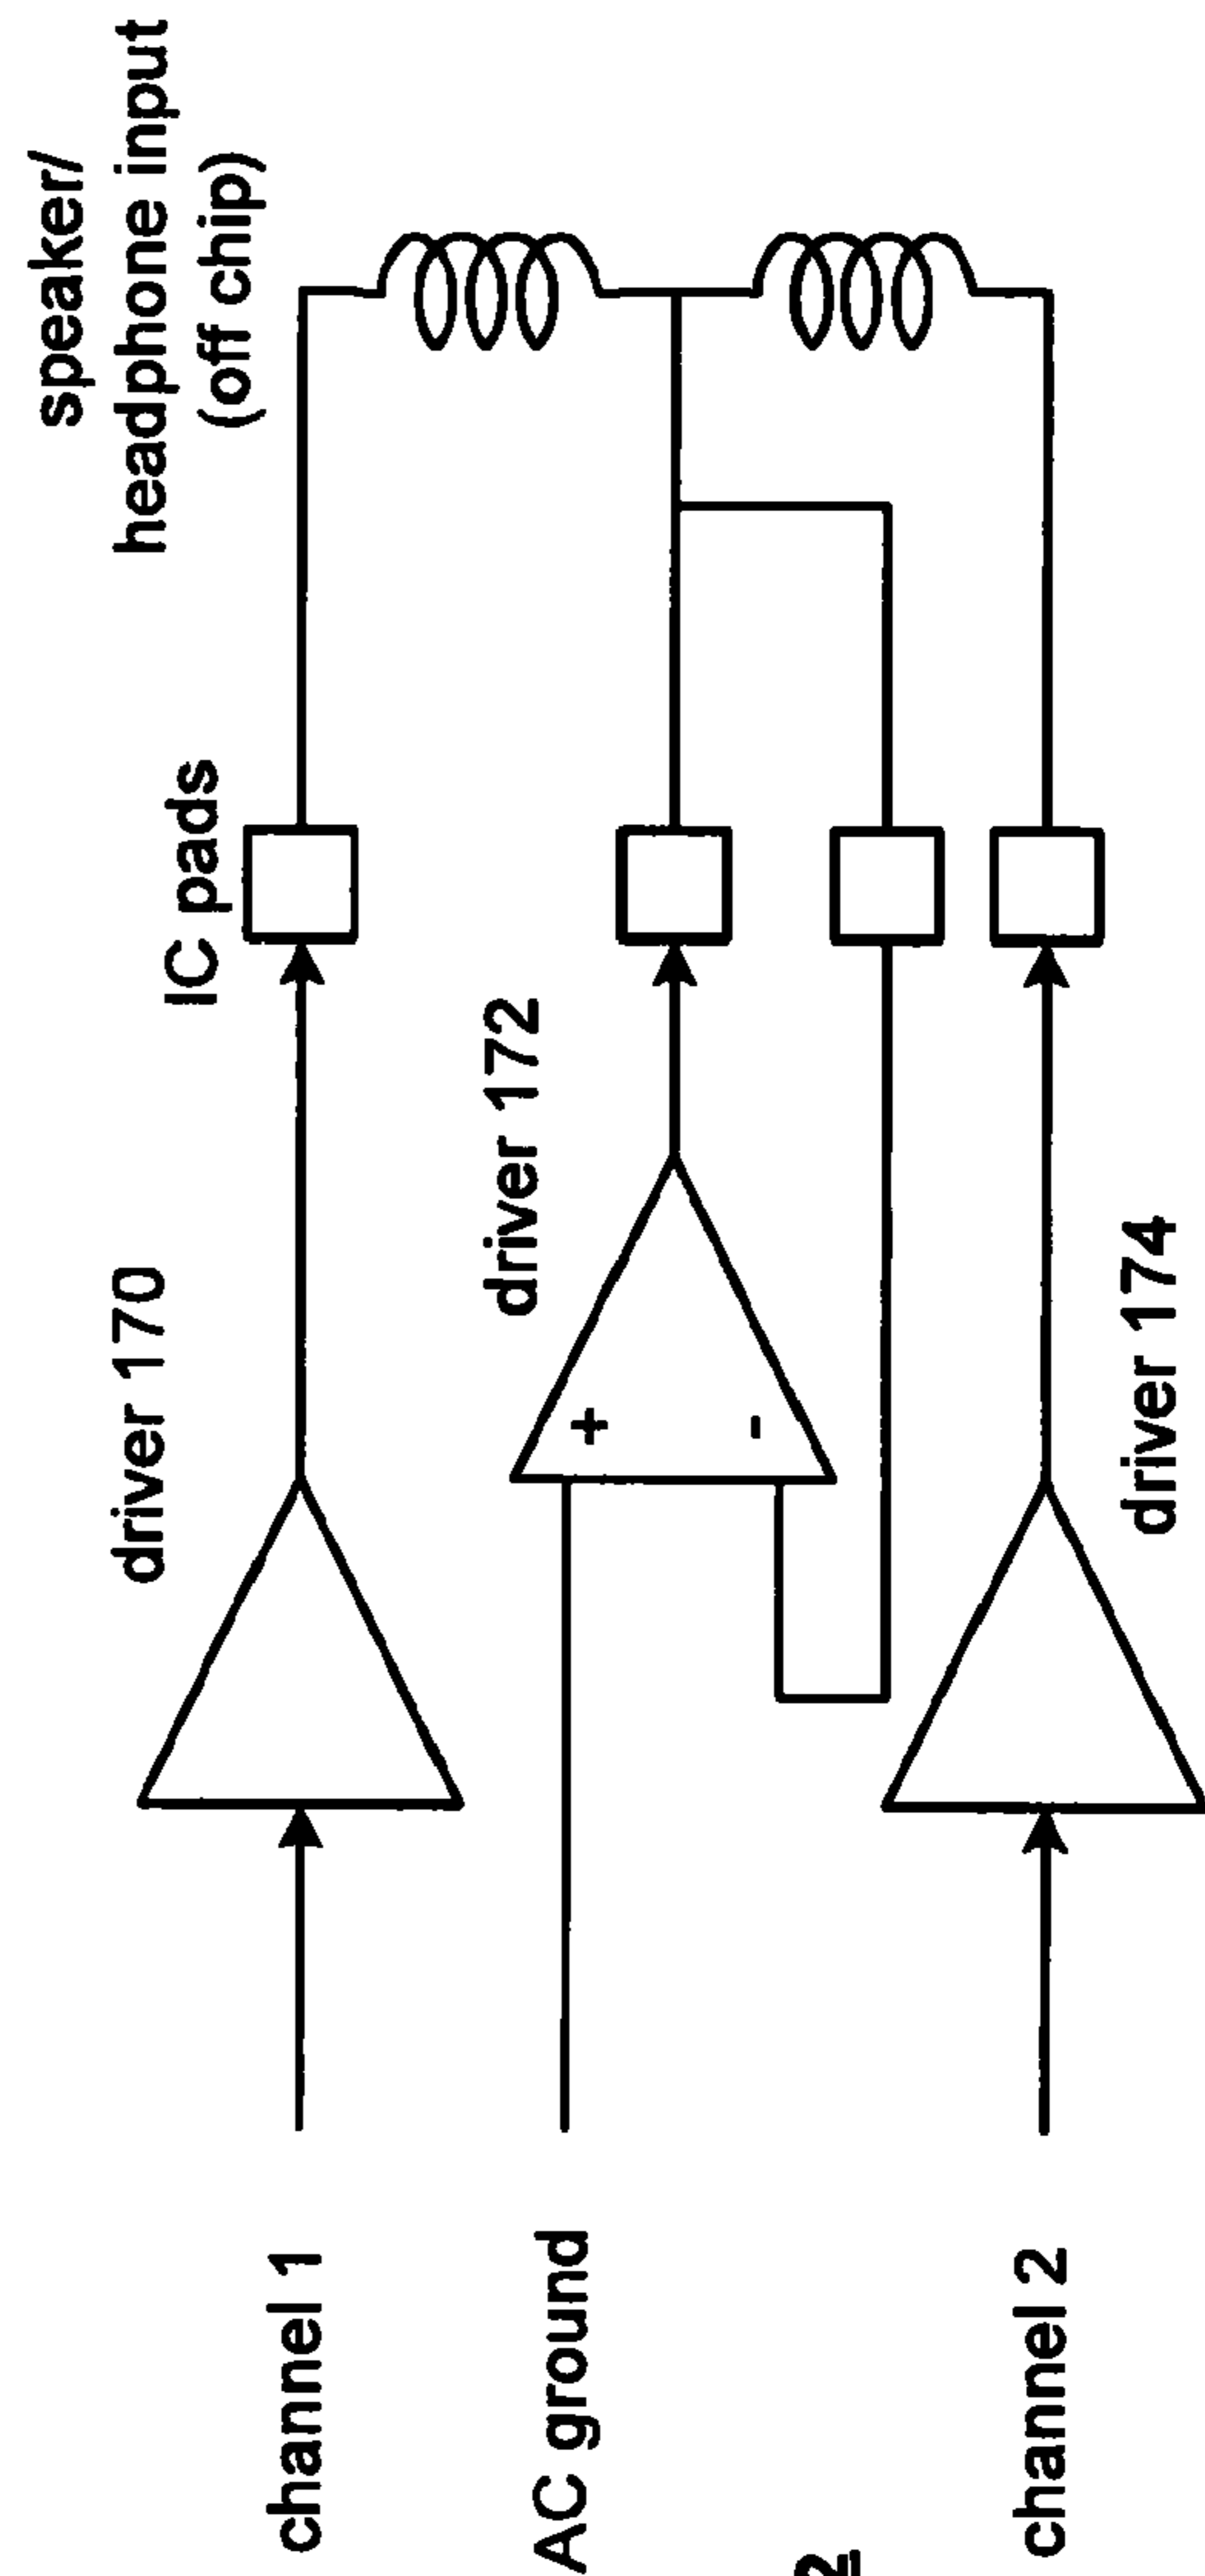 speaker/
headphone input
(off chip)
IC pads
driver 170
channel 1
driver 172
+
-
AC ground
driver 174
channel 2
2